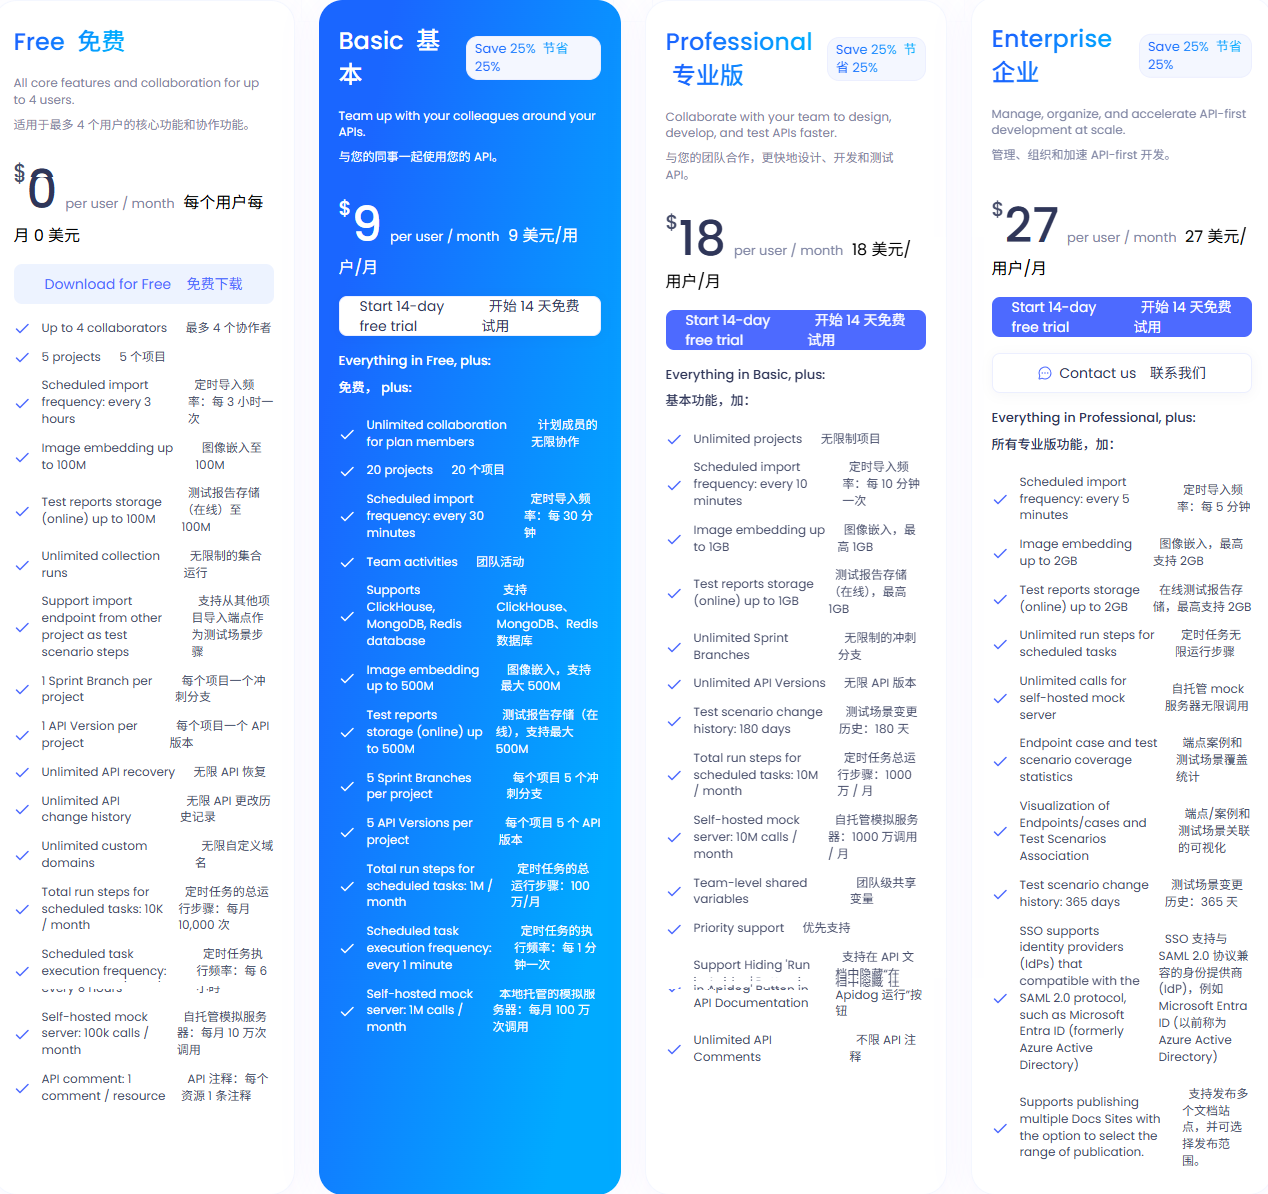 Free 免费
All core features and collaboration for up
to 4 users.
适用于最多 4 个用户的核心功能和协作功能。
$0 per user / month 每个用户每
月 0 美元
Download for Free 免费下载
Up to 4 collaborators 最多 4 个协作者
5 projects 5 个项目
Scheduled import
frequency: every 3
hours
定时导入频
率：每 3 小时一
次
Image embedding up
to 100M
图像嵌入至
100M
Test reports storage
(online) up to 100M
测试报告存储
（在线）至
100M
Unlimited collection
runs
无限制的集合
运行
Support import
endpoint from other
project as test
scenario steps
支持从其他项
目导入端点作
为测试场景步
骤
1 Sprint Branch per
project
每个项目一个冲
刺分支
1 API Version per
project
每个项目一个 API
版本
Unlimited API recovery 无限 API 恢复
Unlimited API
change history
无限 API 更改历
史记录
Unlimited custom
domains
无限自定义域
名
Total run steps for
scheduled tasks: 10K
/ month
定时任务的总运
行步骤：每月
10,000 次
Scheduled task
execution frequency:
every 8 hours
定时任务执
行频率：每 6
小时
Self-hosted mock
server: 100k calls /
month
自托管模拟服务
器：每月 10 万次
调用
API comment: 1
comment / resource
API 注释：每个
资源 1 条注释
Basic 基
本
Save 25% 节省
25%
Team up with your colleagues around your
APIs.
与您的同事一起使用您的 API。
$9 per user / month 9 美元/用
户/月
Start 14-day
free trial
开始 14 天免费
试用
Everything in Free, plus:
免费， plus:
Unlimited collaboration
for plan members
计划成员的
无限协作
20 projects 20 个项目
Scheduled import
frequency: every 30
minutes
定时导入频
率：每 30 分
钟
Team activities 团队活动
Supports
ClickHouse,
MongoDB, Redis
database
支持
ClickHouse、
MongoDB、Redis
数据库
Image embedding
up to 500M
图像嵌入，支持
最大 500M
Test reports
storage (online) up
to 500M
测试报告存储（在
线），支持最大
500M
5 Sprint Branches
per project
每个项目 5 个冲
刺分支
5 API Versions per
project
每个项目 5 个 API
版本
Total run steps for
scheduled tasks: 1M /
month
定时任务的总
运行步骤：100
万/月
Scheduled task
execution frequency:
every 1 minute
定时任务的执
行频率：每 1 分
钟一次
Self-hosted mock
server: 1M calls /
month
本地托管的模拟服
务器：每月 100 万
次调用
Professional
专业版
Save 25% 节
省 25%
Collaborate with your team to design,
develop, and test APIs faster.
与您的团队合作，更快地设计、开发和测试
API。
$18 per user / month 18 美元/
用户/月
Start 14-day
free trial
开始 14 天免费
试用
Everything in Basic, plus:
基本功能，加：
Unlimited projects 无限制项目
Scheduled import
frequency: every 10
minutes
定时导入频
率：每 10 分钟
一次
Image embedding up
to 1GB
图像嵌入，最
高 1GB
Test reports storage
(online) up to 1GB
测试报告存储
（在线），最高
1GB
Unlimited Sprint
Branches
无限制的冲刺
分支
Unlimited API Versions 无限 API 版本
Test scenario change
history: 180 days
测试场景变更
历史：180 天
Total run steps for
scheduled tasks: 10M
/ month
定时任务总运
行步骤：1000
万 / 月
Self-hosted mock
server: 10M calls /
month
自托管模拟服务
器：1000 万调用
/ 月
Team-level shared
variables
团队级共享
变量
Priority support 优先支持
Support Hiding 'Run
in Apidog' Button in
API Documentation
支持在 API 文
档中隐藏“在
Apidog 运行”按
钮
Unlimited API
Comments
不限 API 注
释
Enterprise
企业
Save 25% 节省
25%
Manage, organize, and accelerate API-first
development at scale.
管理、组织和加速 API-first 开发。
$27 per user / month 27 美元/
用户/月
Start 14-day
free trial
开始 14 天免费
试用
Contact us 联系我们
Everything in Professional, plus:
所有专业版功能，加：
Scheduled import
frequency: every 5
minutes
定时导入频
率：每 5 分钟
Image embedding
up to 2GB
图像嵌入，最高
支持 2GB
Test reports storage
(online) up to 2GB
在线测试报告存
储，最高支持 2GB
Unlimited run steps for
scheduled tasks
定时任务无
限运行步骤
Unlimited calls for
self-hosted mock
server
自托管 mock
服务器无限调用
Endpoint case and test
scenario coverage
statistics
端点案例和
测试场景覆盖
统计
Visualization of
Endpoints/cases and
Test Scenarios
Association
端点/案例和
测试场景关联
的可视化
Test scenario change
history: 365 days
测试场景变更
历史：365 天
SSO supports
identity providers
(IdPs) that
compatible with the
SAML 2.0 protocol,
such as Microsoft
Entra ID (formerly
Azure Active
Directory)
SSO 支持与
SAML 2.0 协议兼
容的身份提供商
(IdP)，例如
Microsoft Entra
ID (以前称为
Azure Active
Directory)
Supports publishing
multiple Docs Sites with
the option to select the
range of publication.
支持发布多
个文档站
点，并可选
择发布范
围。